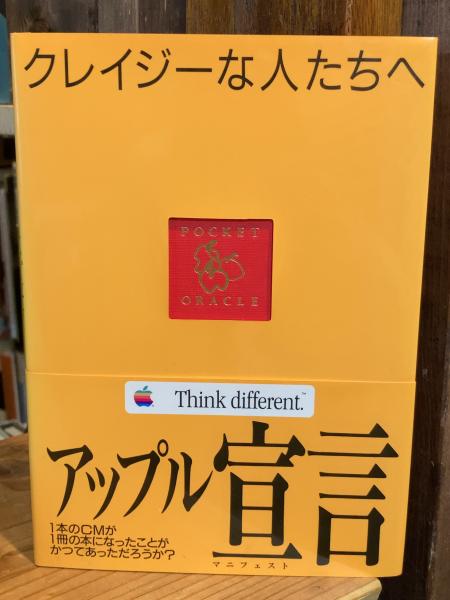 クレイジーな人たちへ
POCKET
ORACLE
Think different.™
アップル宣言
マニフェスト
1本のCMが
1冊の本になったことが
かつてあっただろうか?